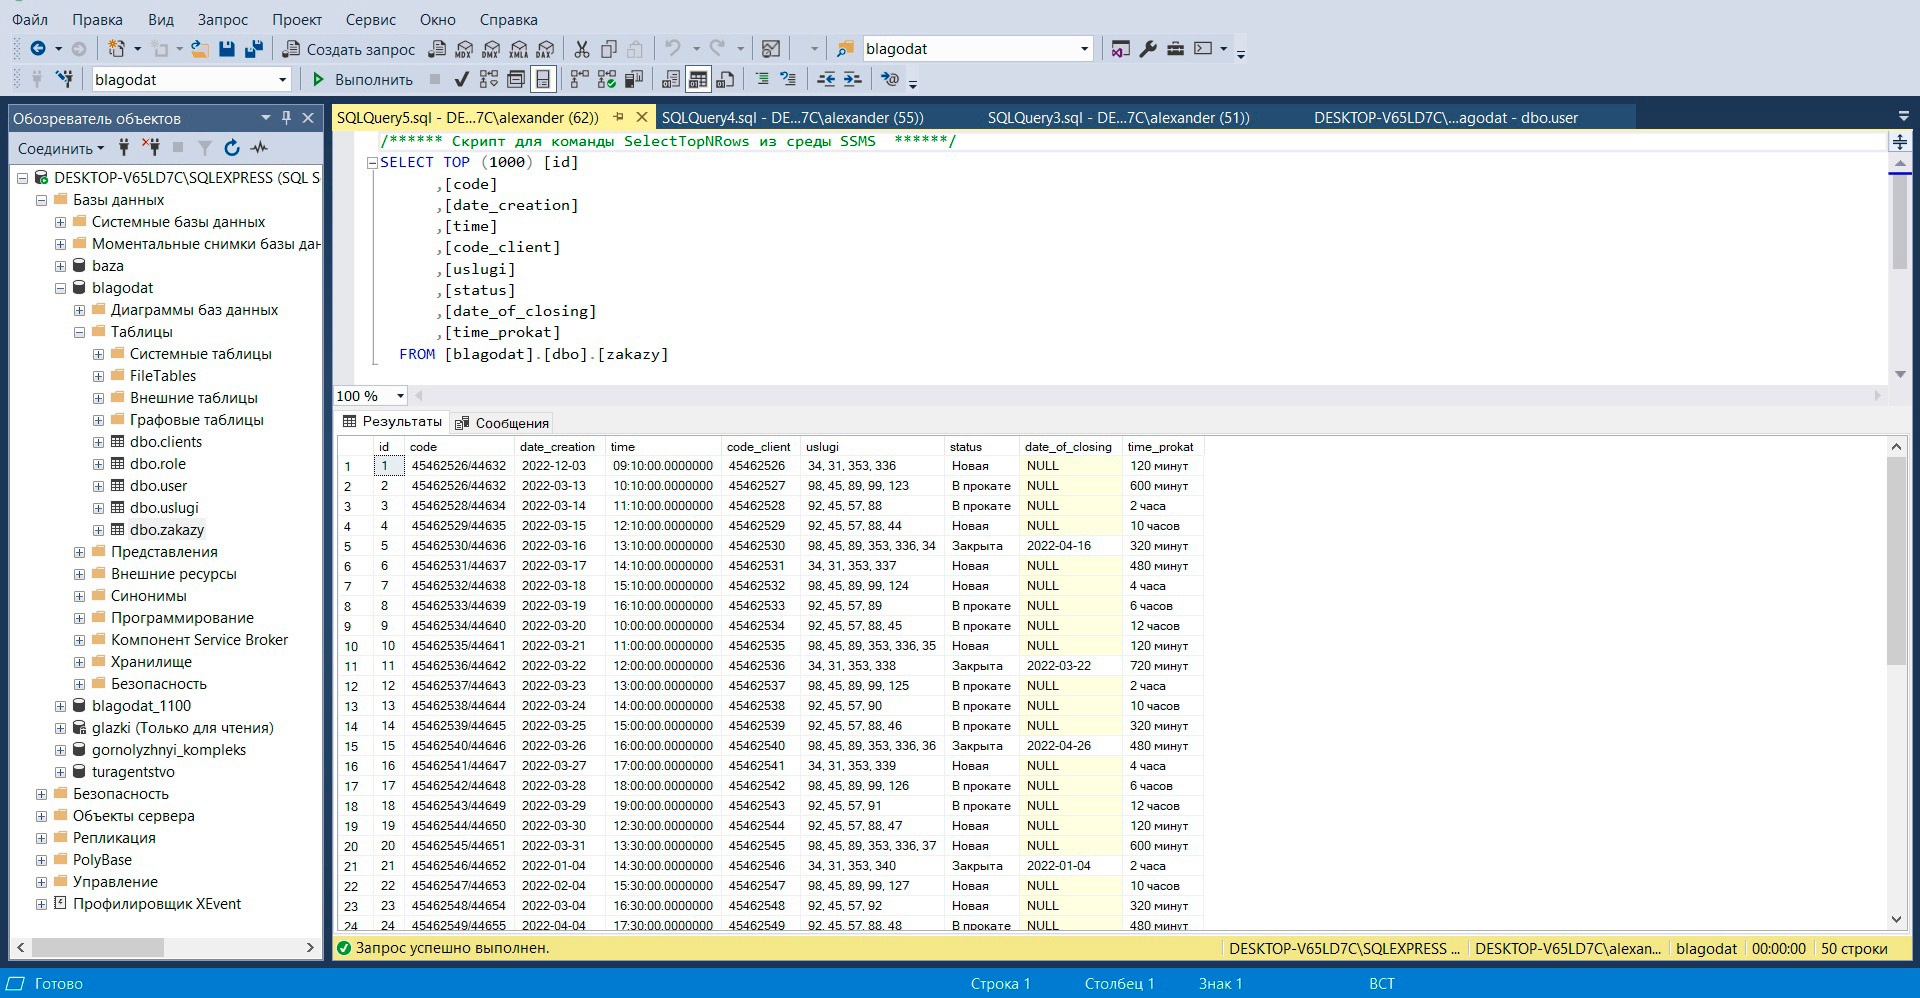 Файл Правка Вид Запрос Проект Сервис Окно Справка
Создать запрос MDX DMX XMLA DAX blagodat
blagodat Выполнить
Обозреватель объектов
Соединить
DESKTOP-V65LD7C\SQLEXPRESS (SQL S
Базы данных
Системные базы данных
Моментальные снимки базы дан
baza
blagodat
Диаграммы баз данных
Таблицы
Системные таблицы
FileTables
Внешние таблицы
Графовые таблицы
dbo.clients
dbo.role
dbo.user
dbo.uslugi
dbo.zakazy
Представления
Внешние ресурсы
Синонимы
Программирование
Компонент Service Broker
Хранилище
Безопасность
blagodat_1100
glazki (Только для чтения)
gornolyzhnyi_kompleks
turagentstvo
Безопасность
Объекты сервера
Репликация
PolyBase
Управление
Профилировщик XEvent
SQLQuery5.sql - DE...7C\alexander (62)) SQLQuery4.sql - DE...7C\alexander (55)) SQLQuery3.sql - DE...7C\alexander (51)) DESKTOP-V65LD7C\...agodat - dbo.user
/****** Скрипт для команды SelectTopNRows из среды SSMS ******/
SELECT TOP (1000) [id]
,[code]
,[date_creation]
,[time]
,[code_client]
,[uslugi]
,[status]
,[date_of_closing]
,[time_prokat]
FROM [blagodat].[dbo].[zakazy]
100 %
Результаты Сообщения
id code date_creation time code_client uslugi status date_of_closing time_prokat
1 1 45462526/44632 2022-12-03 09:10:00.0000000 45462526 34, 31, 353, 336 Новая NULL 120 минут
2 2 45462526/44632 2022-03-13 10:10:00.0000000 45462527 98, 45, 89, 99, 123 В прокате NULL 600 минут
3 3 45462528/44634 2022-03-14 11:10:00.0000000 45462528 92, 45, 57, 88 В прокате NULL 2 часа
4 4 45462529/44635 2022-03-15 12:10:00.0000000 45462529 92, 45, 57, 88, 44 Новая NULL 10 часов
5 5 45462530/44636 2022-03-16 13:10:00.0000000 45462530 98, 45, 89, 353, 336, 34 Закрыта 2022-04-16 320 минут
6 6 45462531/44637 2022-03-17 14:10:00.0000000 45462531 34, 31, 353, 337 Новая NULL 480 минут
7 7 45462532/44638 2022-03-18 15:10:00.0000000 45462532 98, 45, 89, 99, 124 Новая NULL 4 часа
8 8 45462533/44639 2022-03-19 16:10:00.0000000 45462533 92, 45, 57, 89 В прокате NULL 6 часов
9 9 45462534/44640 2022-03-20 10:00:00.0000000 45462534 92, 45, 57, 88, 45 В прокате NULL 12 часов
10 10 45462535/44641 2022-03-21 11:00:00.0000000 45462535 98, 45, 89, 353, 336, 35 Новая NULL 120 минут
11 11 45462536/44642 2022-03-22 12:00:00.0000000 45462536 34, 31, 353, 338 Закрыта 2022-03-22 720 минут
12 12 45462537/44643 2022-03-23 13:00:00.0000000 45462537 98, 45, 89, 99, 125 В прокате NULL 2 часа
13 13 45462538/44644 2022-03-24 14:00:00.0000000 45462538 92, 45, 57, 90 В прокате NULL 10 часов
14 14 45462539/44645 2022-03-25 15:00:00.0000000 45462539 92, 45, 57, 88, 46 В прокате NULL 320 минут
15 15 45462540/44646 2022-03-26 16:00:00.0000000 45462540 98, 45, 89, 353, 336, 36 Закрыта 2022-04-26 480 минут
16 16 45462541/44647 2022-03-27 17:00:00.0000000 45462541 34, 31, 353, 339 Новая NULL 4 часа
17 17 45462542/44648 2022-03-28 18:00:00.0000000 45462542 98, 45, 89, 99, 126 В прокате NULL 6 часов
18 18 45462543/44649 2022-03-29 19:00:00.0000000 45462543 92, 45, 57, 91 В прокате NULL 12 часов
19 19 45462544/44650 2022-03-30 12:30:00.0000000 45462544 92, 45, 57, 88, 47 Новая NULL 120 минут
20 20 45462545/44651 2022-03-31 13:30:00.0000000 45462545 98, 45, 89, 353, 336, 37 Новая NULL 600 минут
21 21 45462546/44652 2022-01-04 14:30:00.0000000 45462546 34, 31, 353, 340 Закрыта 2022-01-04 2 часа
22 22 45462547/44653 2022-02-04 15:30:00.0000000 45462547 98, 45, 89, 99, 127 Новая NULL 10 часов
23 23 45462548/44654 2022-03-04 16:30:00.0000000 45462548 92, 45, 57, 92 Новая NULL 320 минут
24 24 45462549/44655 2022-04-04 17:30:00.0000000 45462549 92, 45, 57, 88, 48 В прокате NULL 480 минут
Запрос успешно выполнен. DESKTOP-V65LD7C\SQLEXPRESS ... DESKTOP-V65LD7C\alexan... blagodat 00:00:00 50 строки
Готово Строка 1 Столбец 1 Знак 1 ВСТ